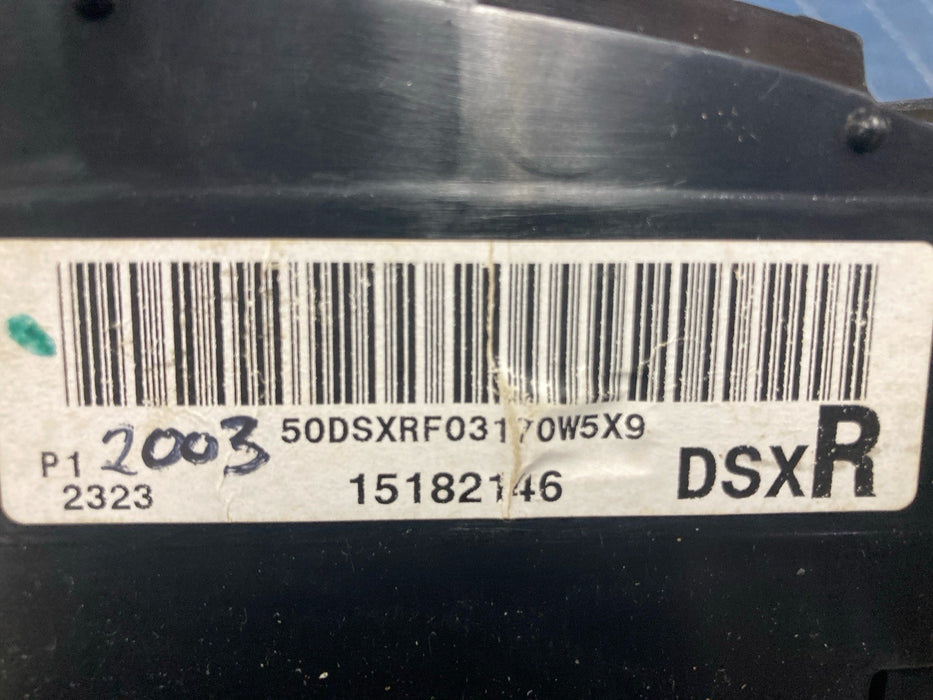 50DSXRF03170W5X9
P1 2003
2323
15182146
DSXR